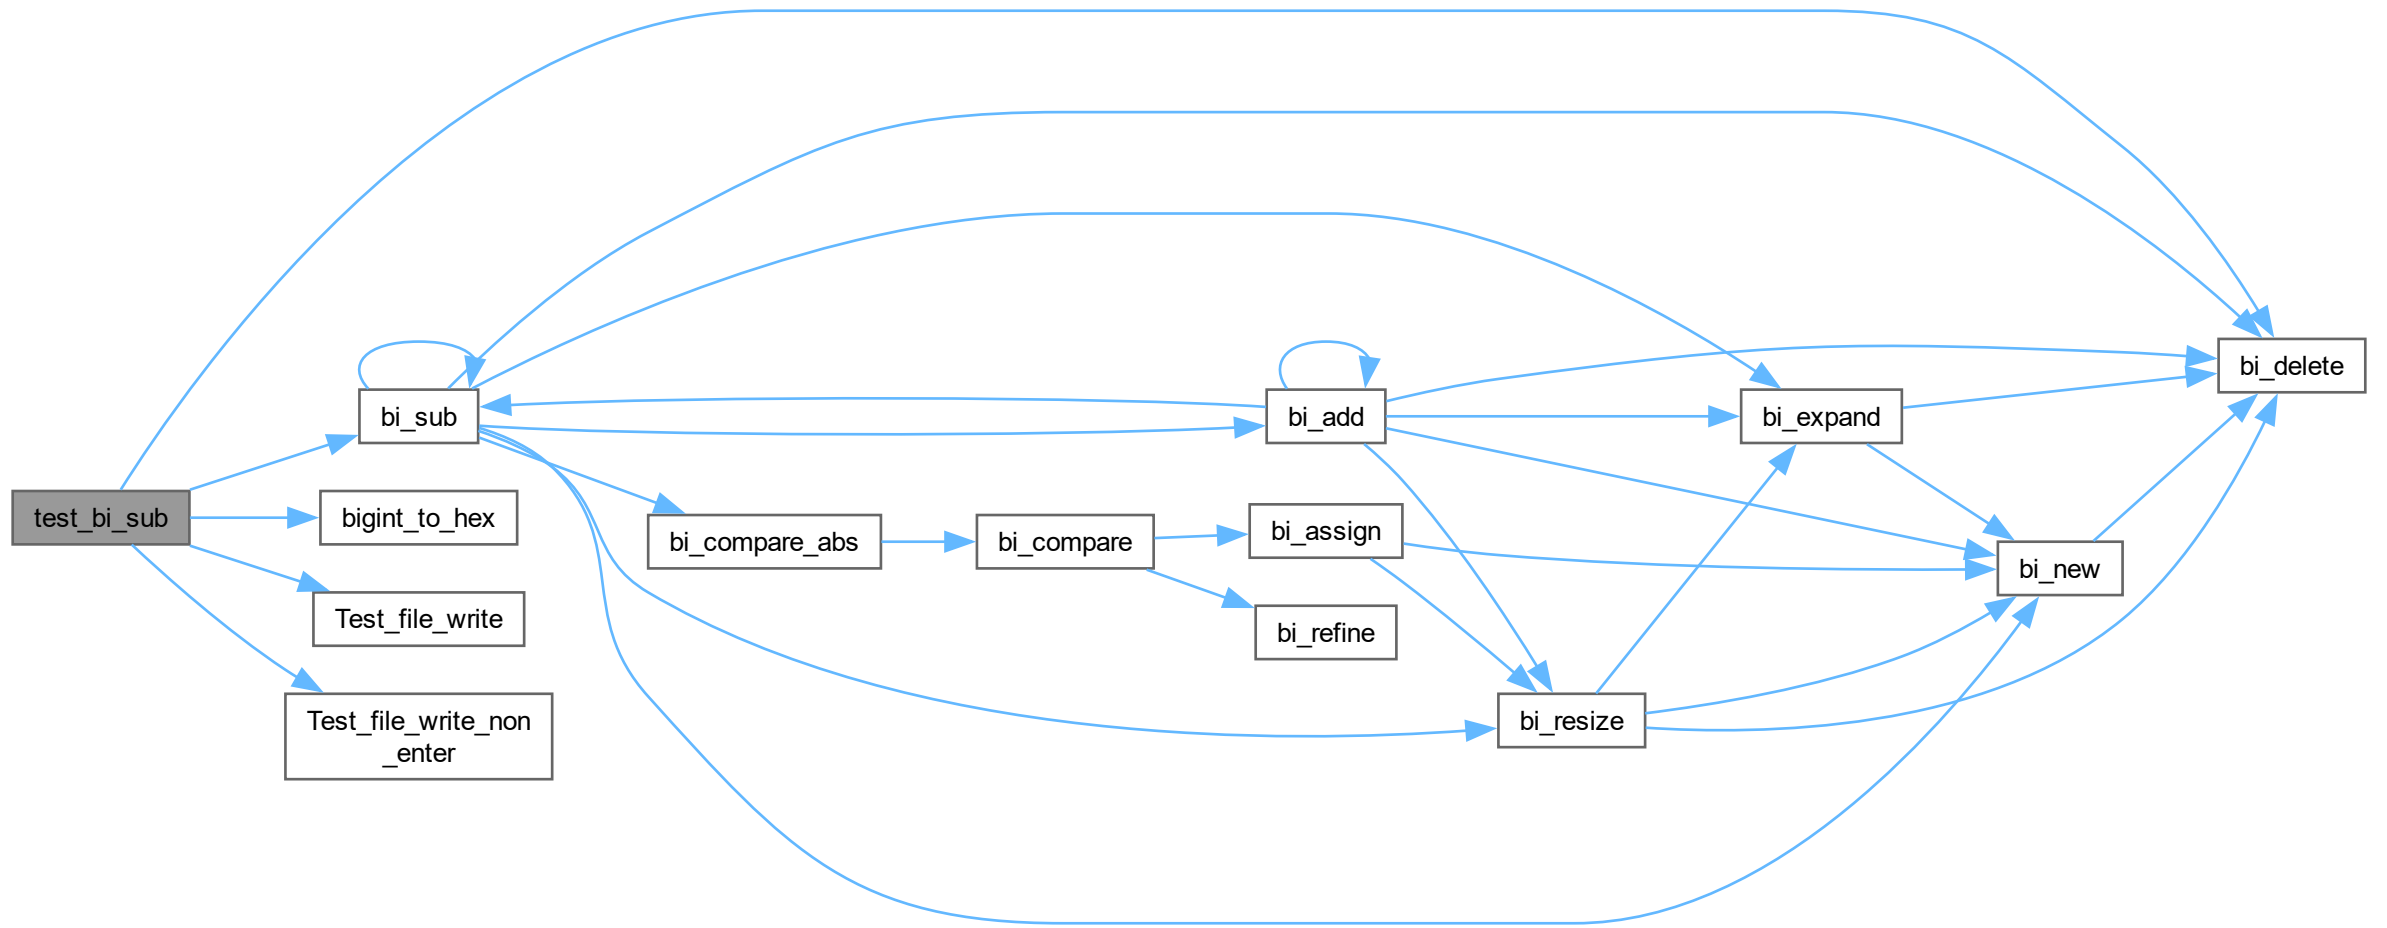 test_bi_sub
bi_sub
bigint_to_hex
Test_file_write
Test_file_write_non
_enter
bi_compare_abs
bi_compare
bi_add
bi_assign
bi_refine
bi_resize
bi_expand
bi_new
bi_delete